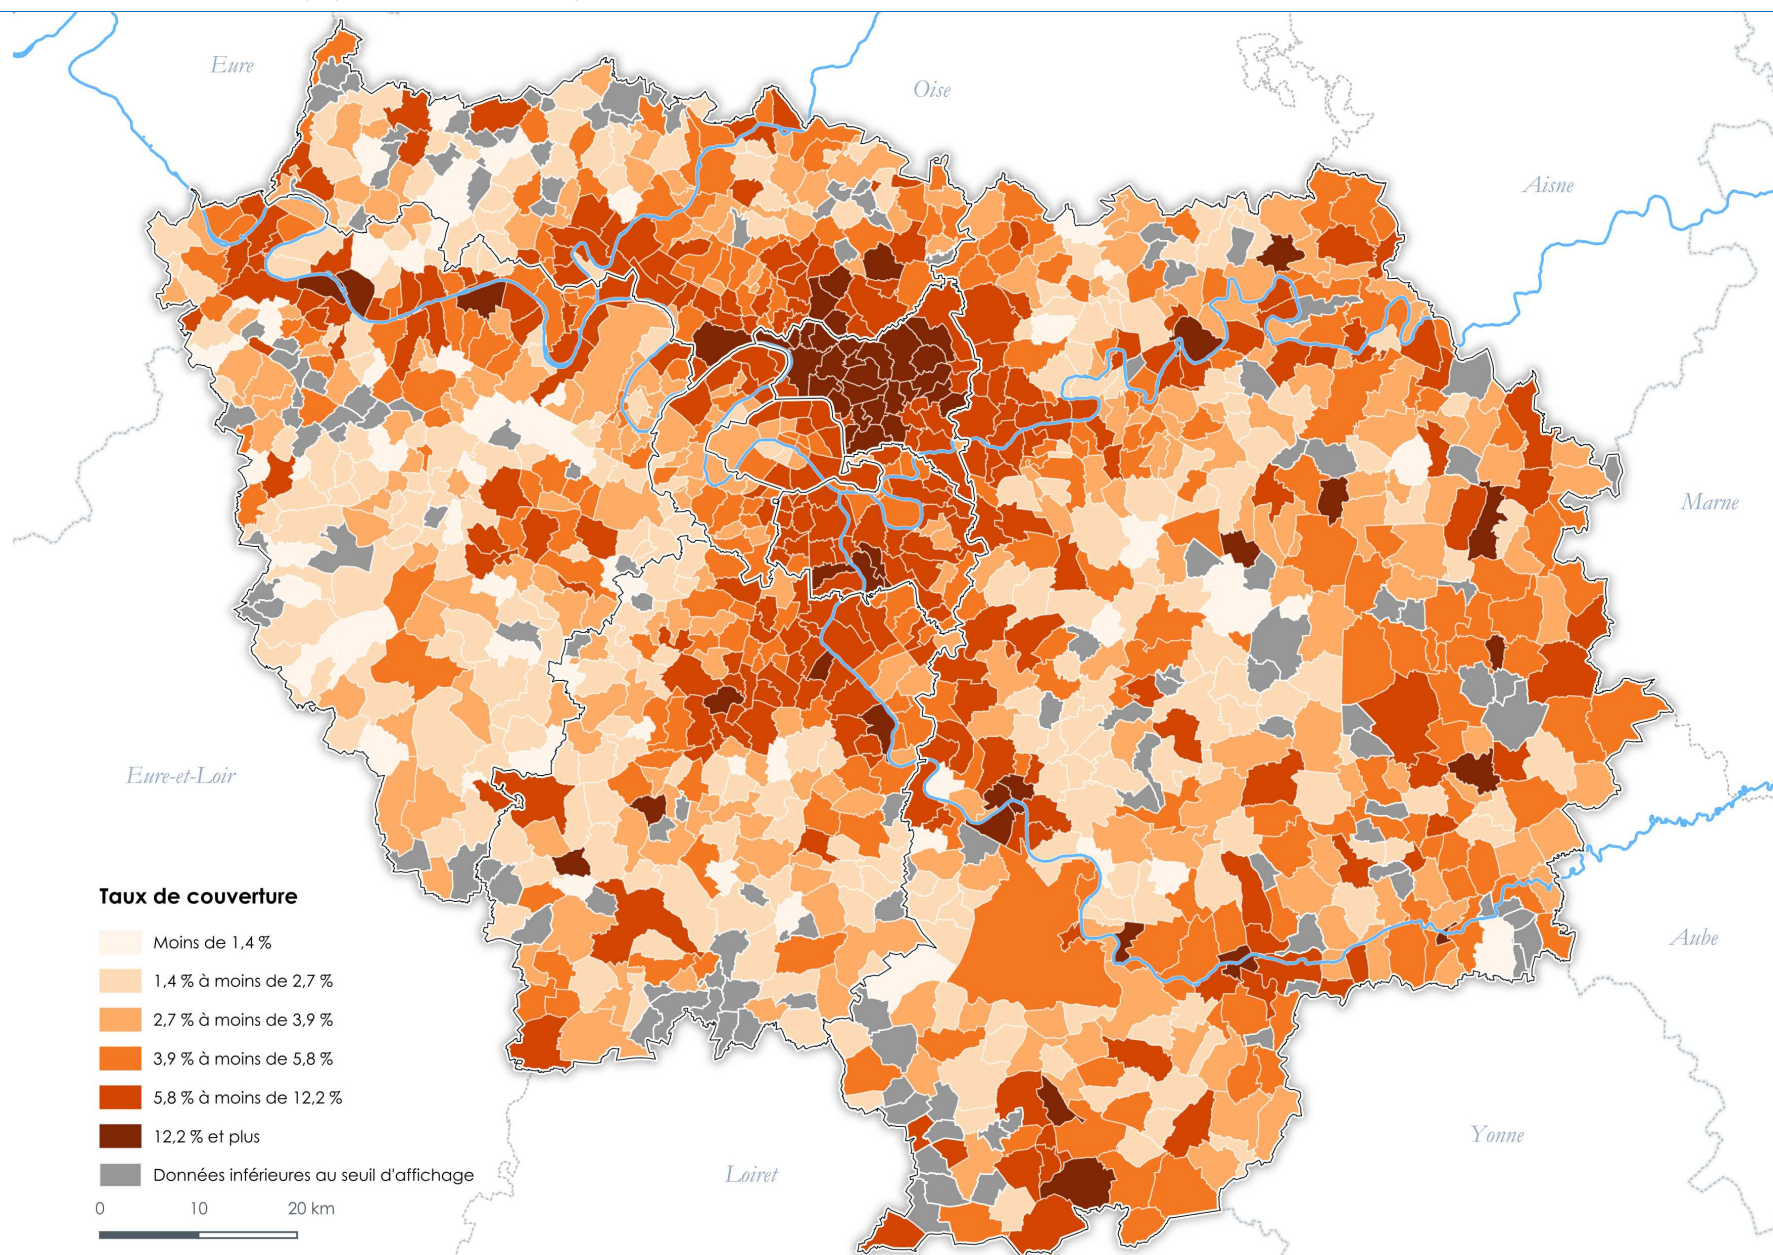 Eure
Oise
Aisne
Marne
Eure-et-Loir
Aube
Yonne
Loiret
Taux de couverture
Moins de 1,4 %
1,4 % à moins de 2,7 %
2,7 % à moins de 3,9 %
3,9 % à moins de 5,8 %
5,8 % à moins de 12,2 %
12,2 % et plus
Données inférieures au seuil d'affichage
0 10 20 km